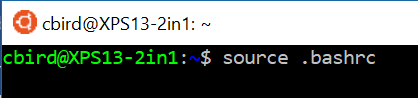 cbird@XPS13-2in1: ~
cbird@XPS13-2in1:~$ source .bashrc